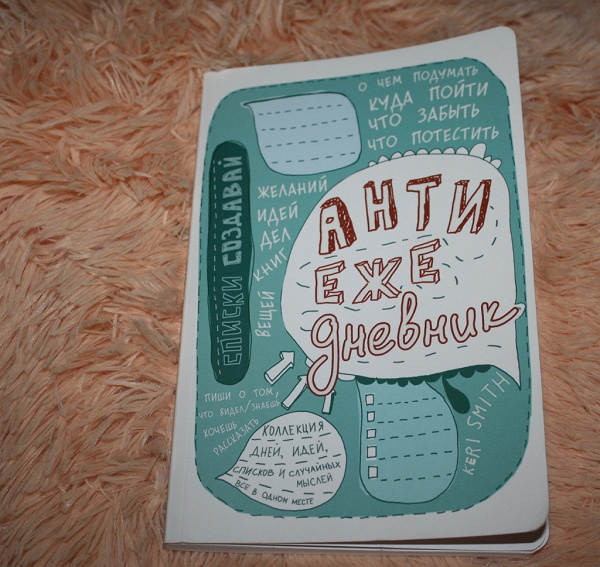 О ЧЕМ ПОДУМАТЬ
КУДА ПОЙТИ
ЧТО ЗАБЫТЬ
ЧТО ПОТЕСТИТЬ
СОЗДАВАЙ
СПИСКИ
ЖЕЛАНИЙ
ИДЕЙ
ДЕЛ
КНИГ
ВЕЩЕЙ
АНТИ
ЕЖЕ
дневник
ПИШИ О ТОМ,
ЧТО ВИДЕЛ/ЗНАЕШЬ
ХОЧЕШЬ
РАССКАЗАТЬ
КОЛЛЕКЦИЯ
ДНЕЙ, ИДЕЙ,
СПИСКОВ И СЛУЧАЙНЫХ
МЫСЛЕЙ
ВСЕ В ОДНОМ МЕСТЕ
KERI SMITH